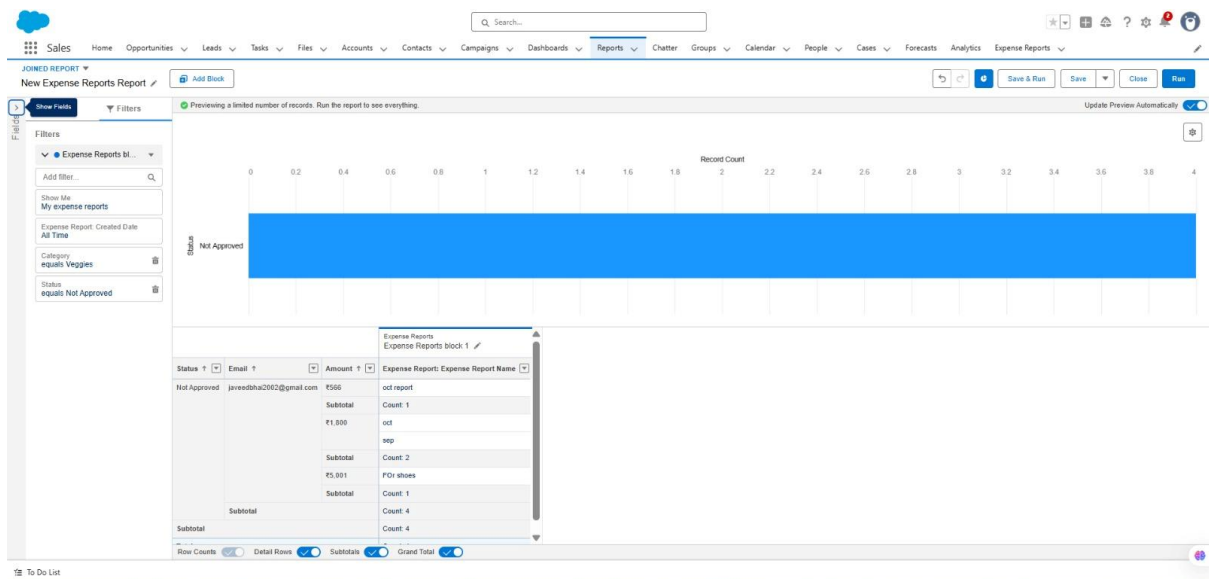 Search...
Sales Home Opportunities Leads Tasks Files Accounts Contacts Campaigns Dashboards Reports Chatter Groups Calendar People Cases Forecasts Analytics Expense Reports
JOINED REPORT
New Expense Reports Report
Add Block
Save & Run Save Close Run
Show Fields
Fields
Filters
Previewing a limited number of records. Run the report to see everything.
Update Preview Automatically
Filters
Expense Reports bl...
Add filter...
Show Me
My expense reports
Expense Report: Created Date
All Time
Category
equals Veggies
Status
equals Not Approved
Record Count
0 0.2 0.4 0.6 0.8 1 1.2 1.4 1.6 1.8 2 2.2 2.4 2.6 2.8 3 3.2 3.4 3.6 3.8 4
Status
Not Approved
Expense Reports
Expense Reports block 1
Status ↑ Email ↑ Amount ↑ Expense Report: Expense Report Name
Not Approved javeedbhai2002@gmail.com ₹566 oct report
Subtotal Count: 1
₹1,800 oct
sep
Subtotal Count: 2
₹5,001 FOr shoes
Subtotal Count: 1
Subtotal Count: 4
Subtotal Count: 4
Row Counts Detail Rows Subtotals Grand Total
To Do List